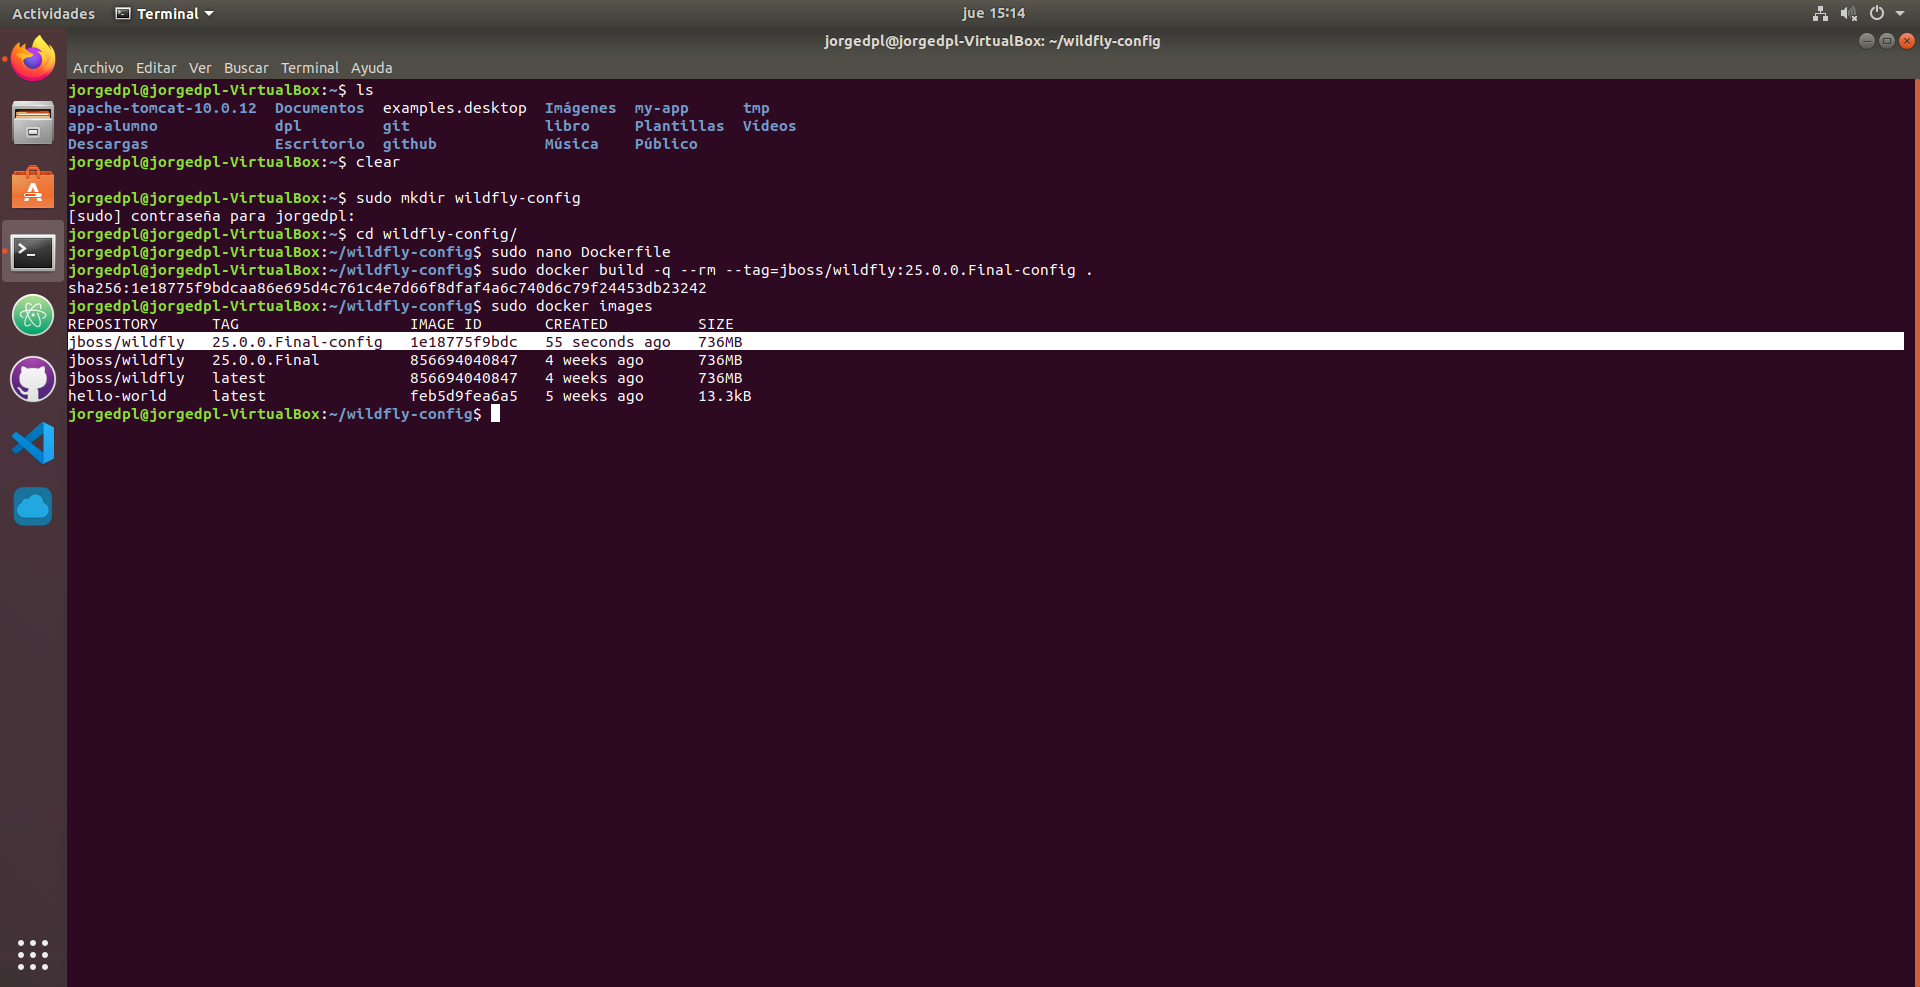 Actividades Terminal jue 15:14
jorgedpl@jorgedpl-VirtualBox: ~/wildfly-config
Archivo Editar Ver Buscar Terminal Ayuda
jorgedpl@jorgedpl-VirtualBox:~$ ls
apache-tomcat-10.0.12 Documentos examples.desktop Imágenes my-app tmp
app-alumno dpl git libro Plantillas Vídeos
Descargas Escritorio github Música Público
jorgedpl@jorgedpl-VirtualBox:~$ clear
jorgedpl@jorgedpl-VirtualBox:~$ sudo mkdir wildfly-config
[sudo] contraseña para jorgedpl:
jorgedpl@jorgedpl-VirtualBox:~$ cd wildfly-config/
jorgedpl@jorgedpl-VirtualBox:~/wildfly-config$ sudo nano Dockerfile
jorgedpl@jorgedpl-VirtualBox:~/wildfly-config$ sudo docker build -q --rm --tag=jboss/wildfly:25.0.0.Final-config .
sha256:1e18775f9bdcaa86e695d4c761c4e7d66f8dfaf4a6c740d6c79f24453db23242
jorgedpl@jorgedpl-VirtualBox:~/wildfly-config$ sudo docker images
REPOSITORY TAG IMAGE ID CREATED SIZE
jboss/wildfly 25.0.0.Final-config 1e18775f9bdc 55 seconds ago 736MB
jboss/wildfly 25.0.0.Final 856694040847 4 weeks ago 736MB
jboss/wildfly latest 856694040847 4 weeks ago 736MB
hello-world latest feb5d9fea6a5 5 weeks ago 13.3kB
jorgedpl@jorgedpl-VirtualBox:~/wildfly-config$